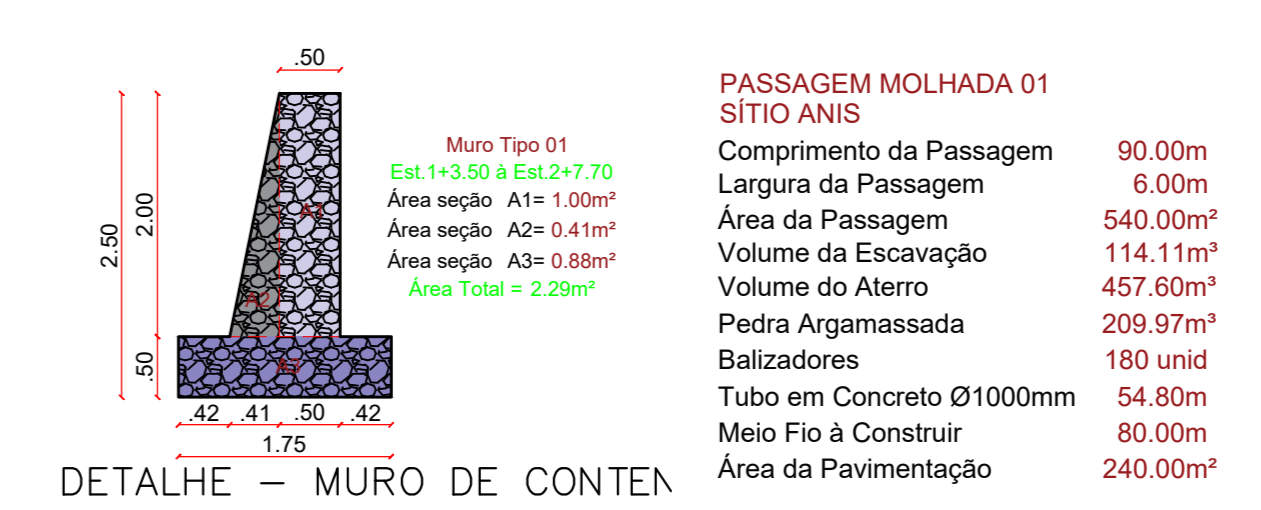 .50
2.50
2.00
.50
A1
A2
A3
.42 .41 .50 .42
1.75
Muro Tipo 01
Est.1+3.50 à Est.2+7.70
Área seção A1= 1.00m²
Área seção A2= 0.41m²
Área seção A3= 0.88m²
Área Total = 2.29m²
DETALHE – MURO DE CONTEN
PASSAGEM MOLHADA 01
SÍTIO ANIS
Comprimento da Passagem 90.00m
Largura da Passagem 6.00m
Área da Passagem 540.00m²
Volume da Escavação 114.11m³
Volume do Aterro 457.60m³
Pedra Argamassada 209.97m³
Balizadores 180 unid
Tubo em Concreto Ø1000mm 54.80m
Meio Fio à Construir 80.00m
Área da Pavimentação 240.00m²